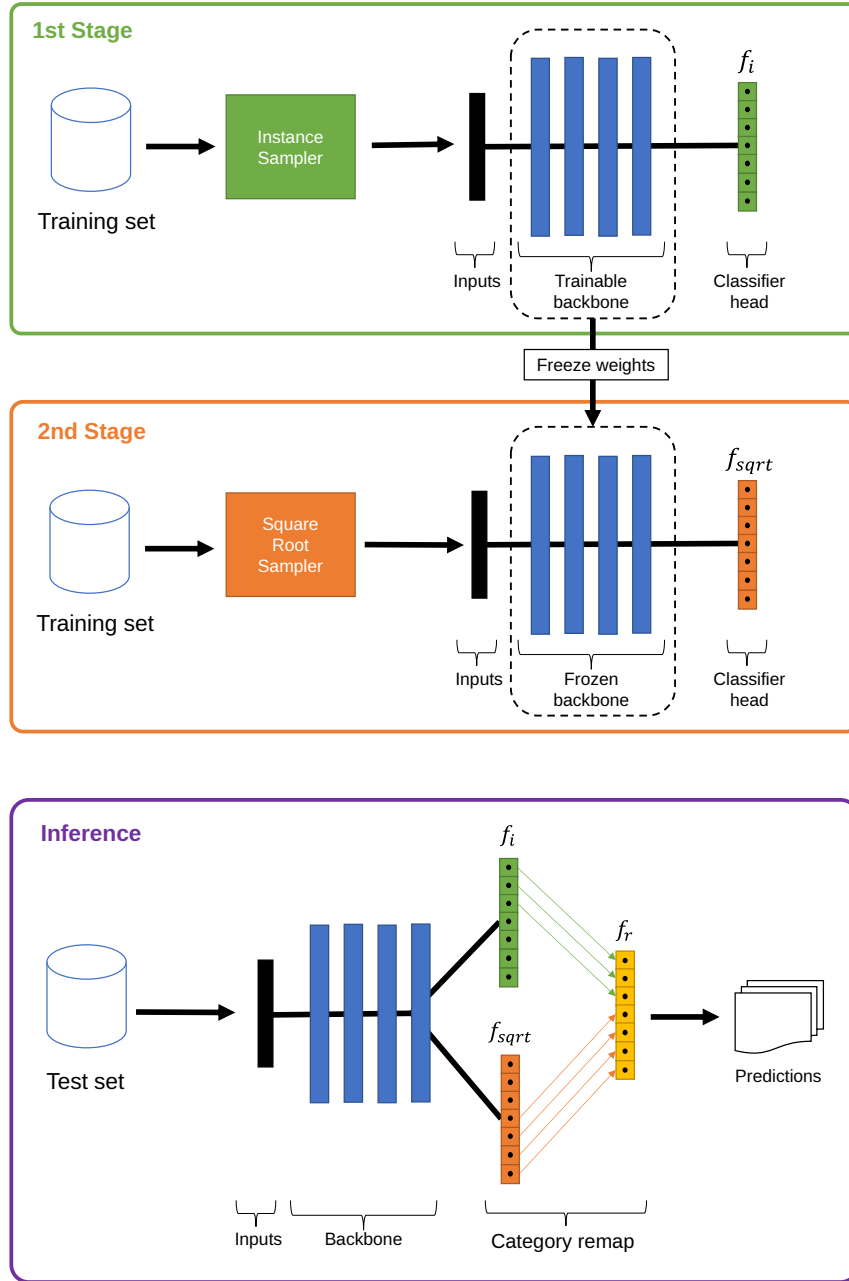 1st Stage
f_i
Instance
Sampler
Training set
Inputs
Trainable
backbone
Classifier
head
Freeze weights
2nd Stage
f_sqrt
Square
Root
Sampler
Training set
Inputs
Frozen
backbone
Classifier
head
Inference
f_i
f_r
f_sqrt
Test set
Predictions
Inputs
Backbone
Category remap